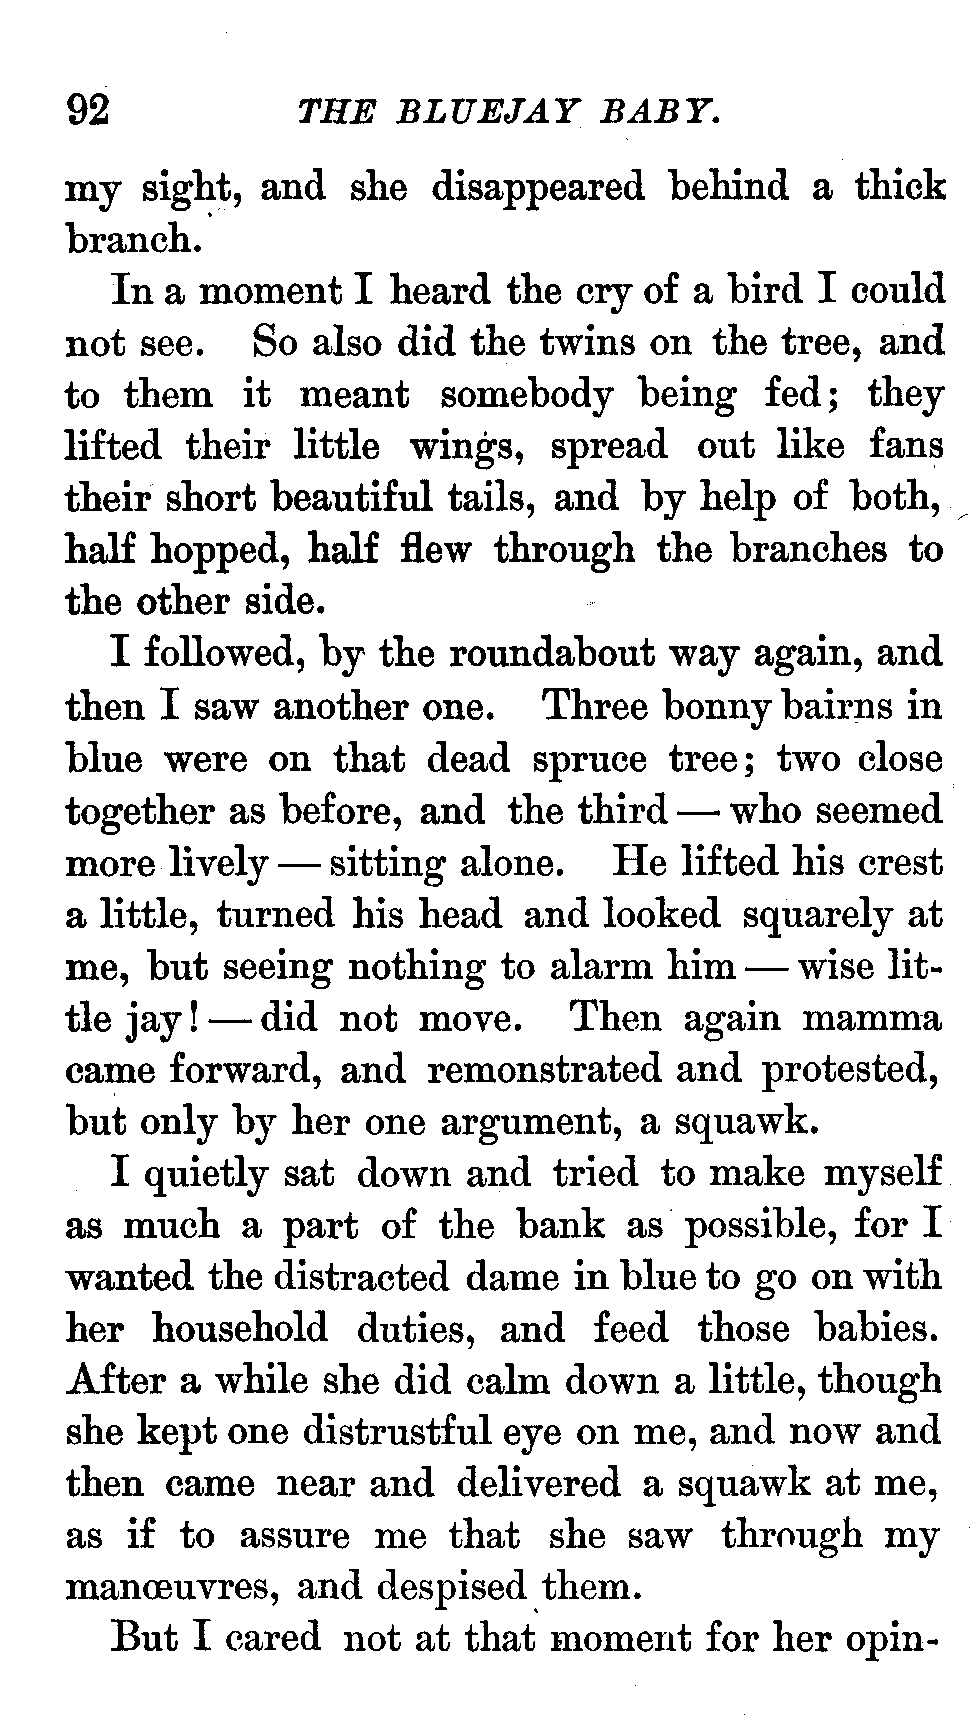 92 THE BLUEJAY BABY.
my sight, and she disappeared behind a thick
branch.
In a moment I heard the cry of a bird I could
not see. So also did the twins on the tree, and
to them it meant somebody being fed; they
lifted their little wings, spread out like fans
their short beautiful tails, and by help of both,
half hopped, half flew through the branches to
the other side.
I followed, by the roundabout way again, and
then I saw another one. Three bonny bairns in
blue were on that dead spruce tree; two close
together as before, and the third — who seemed
more lively — sitting alone. He lifted his crest
a little, turned his head and looked squarely at
me, but seeing nothing to alarm him — wise lit-
tle jay! — did not move. Then again mamma
came forward, and remonstrated and protested,
but only by her one argument, a squawk.
I quietly sat down and tried to make myself
as much a part of the bank as possible, for I
wanted the distracted dame in blue to go on with
her household duties, and feed those babies.
After a while she did calm down a little, though
she kept one distrustful eye on me, and now and
then came near and delivered a squawk at me,
as if to assure me that she saw through my
manœuvres, and despised them.
But I cared not at that moment for her opin-